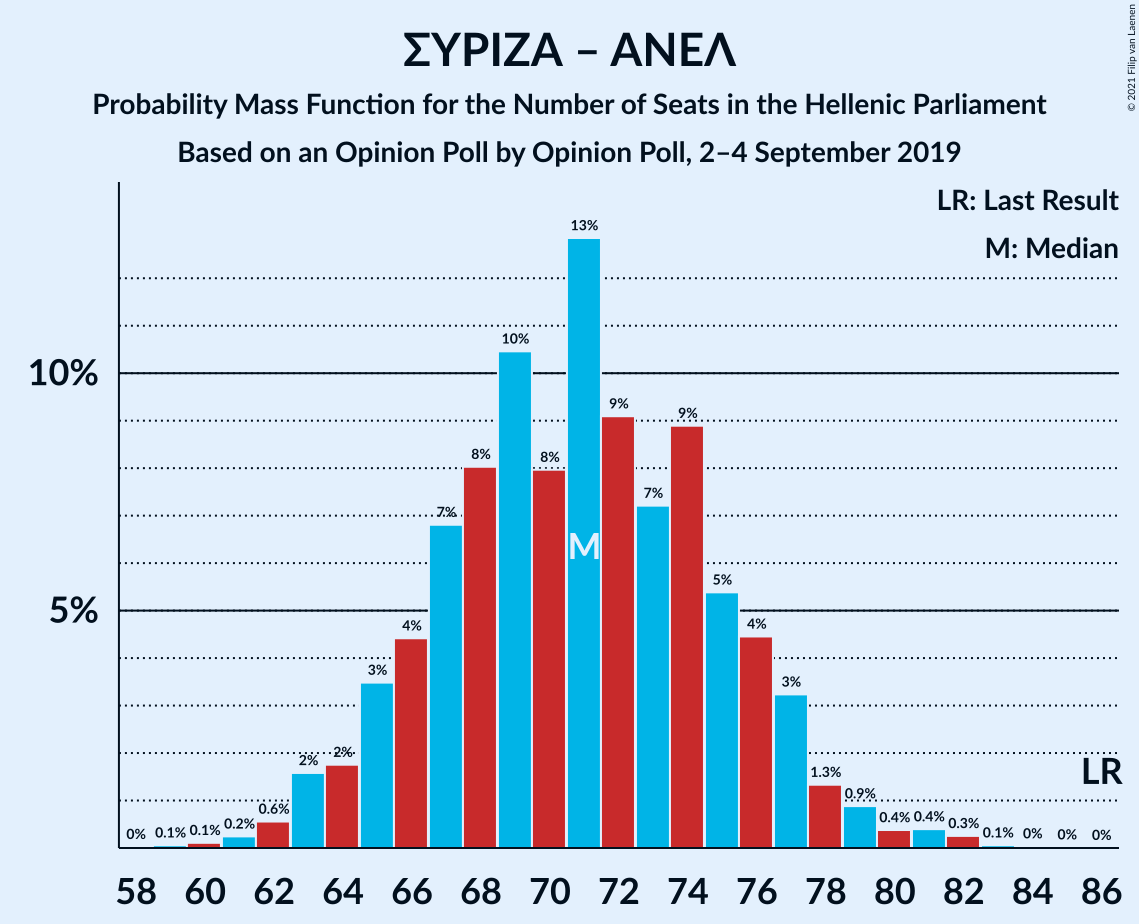 ΣΥΡΙΖΑ – ΑΝΕΛ
Probability Mass Function for the Number of Seats in the Hellenic Parliament
Based on an Opinion Poll by Opinion Poll, 2–4 September 2019
© 2021 Filip van Laenen
LR: Last Result
M: Median
10%
5%
0% 0.1% 0.1% 0.2% 0.6% 2% 2% 3% 4% 7% 8% 10% 8% 13% 9% 7% 9% 5% 4% 3% 1.3% 0.9% 0.4% 0.4% 0.3% 0.1% 0% 0% 0%
M
LR
58 60 62 64 66 68 70 72 74 76 78 80 82 84 86